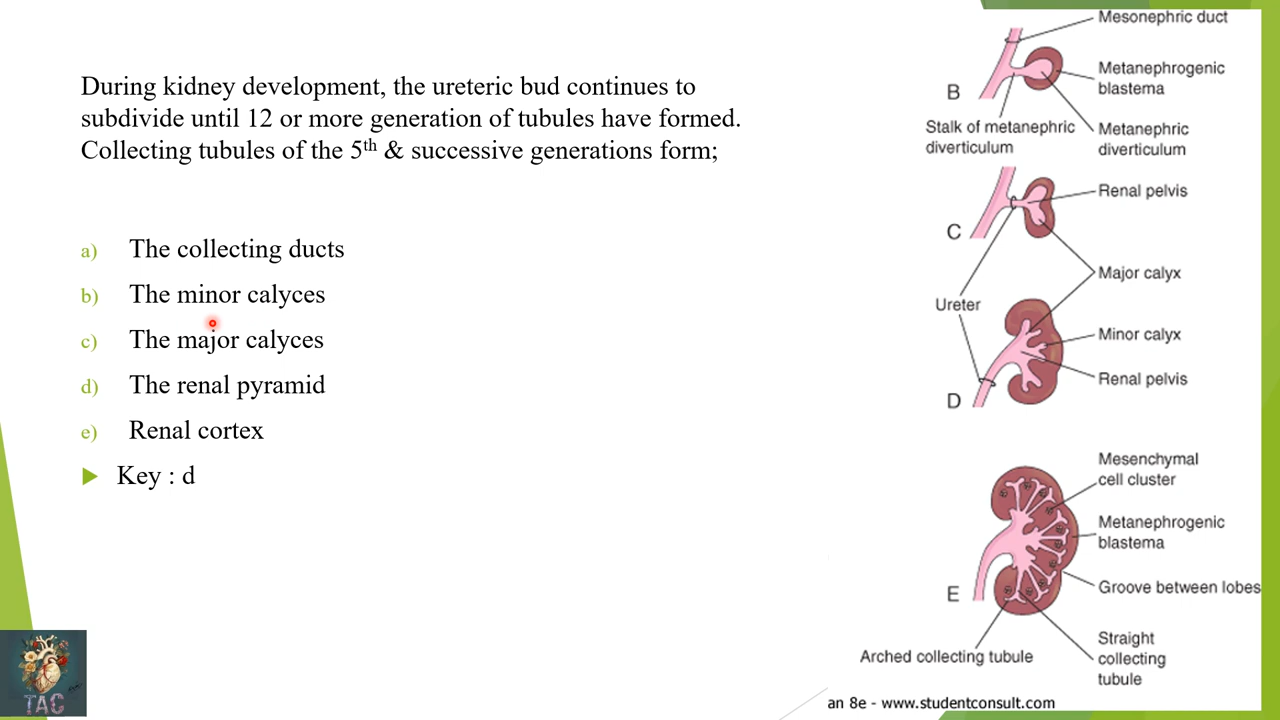 During kidney development, the ureteric bud continues to
subdivide until 12 or more generation of tubules have formed.
Collecting tubules of the 5th & successive generations form;
a) The collecting ducts
b) The minor calyces
c) The major calyces
d) The renal pyramid
e) Renal cortex
Key : d
Mesonephric duct
Metanephrogenic
blastema
B
Stalk of metanephric
diverticulum
Metanephric
diverticulum
Renal pelvis
C
Major calyx
Ureter
Minor calyx
Renal pelvis
D
Mesenchymal
cell cluster
Metanephrogenic
blastema
E
Groove between lobes
Arched collecting tubule
Straight
collecting
tubule
an 8e - www.studentconsult.com
TAC